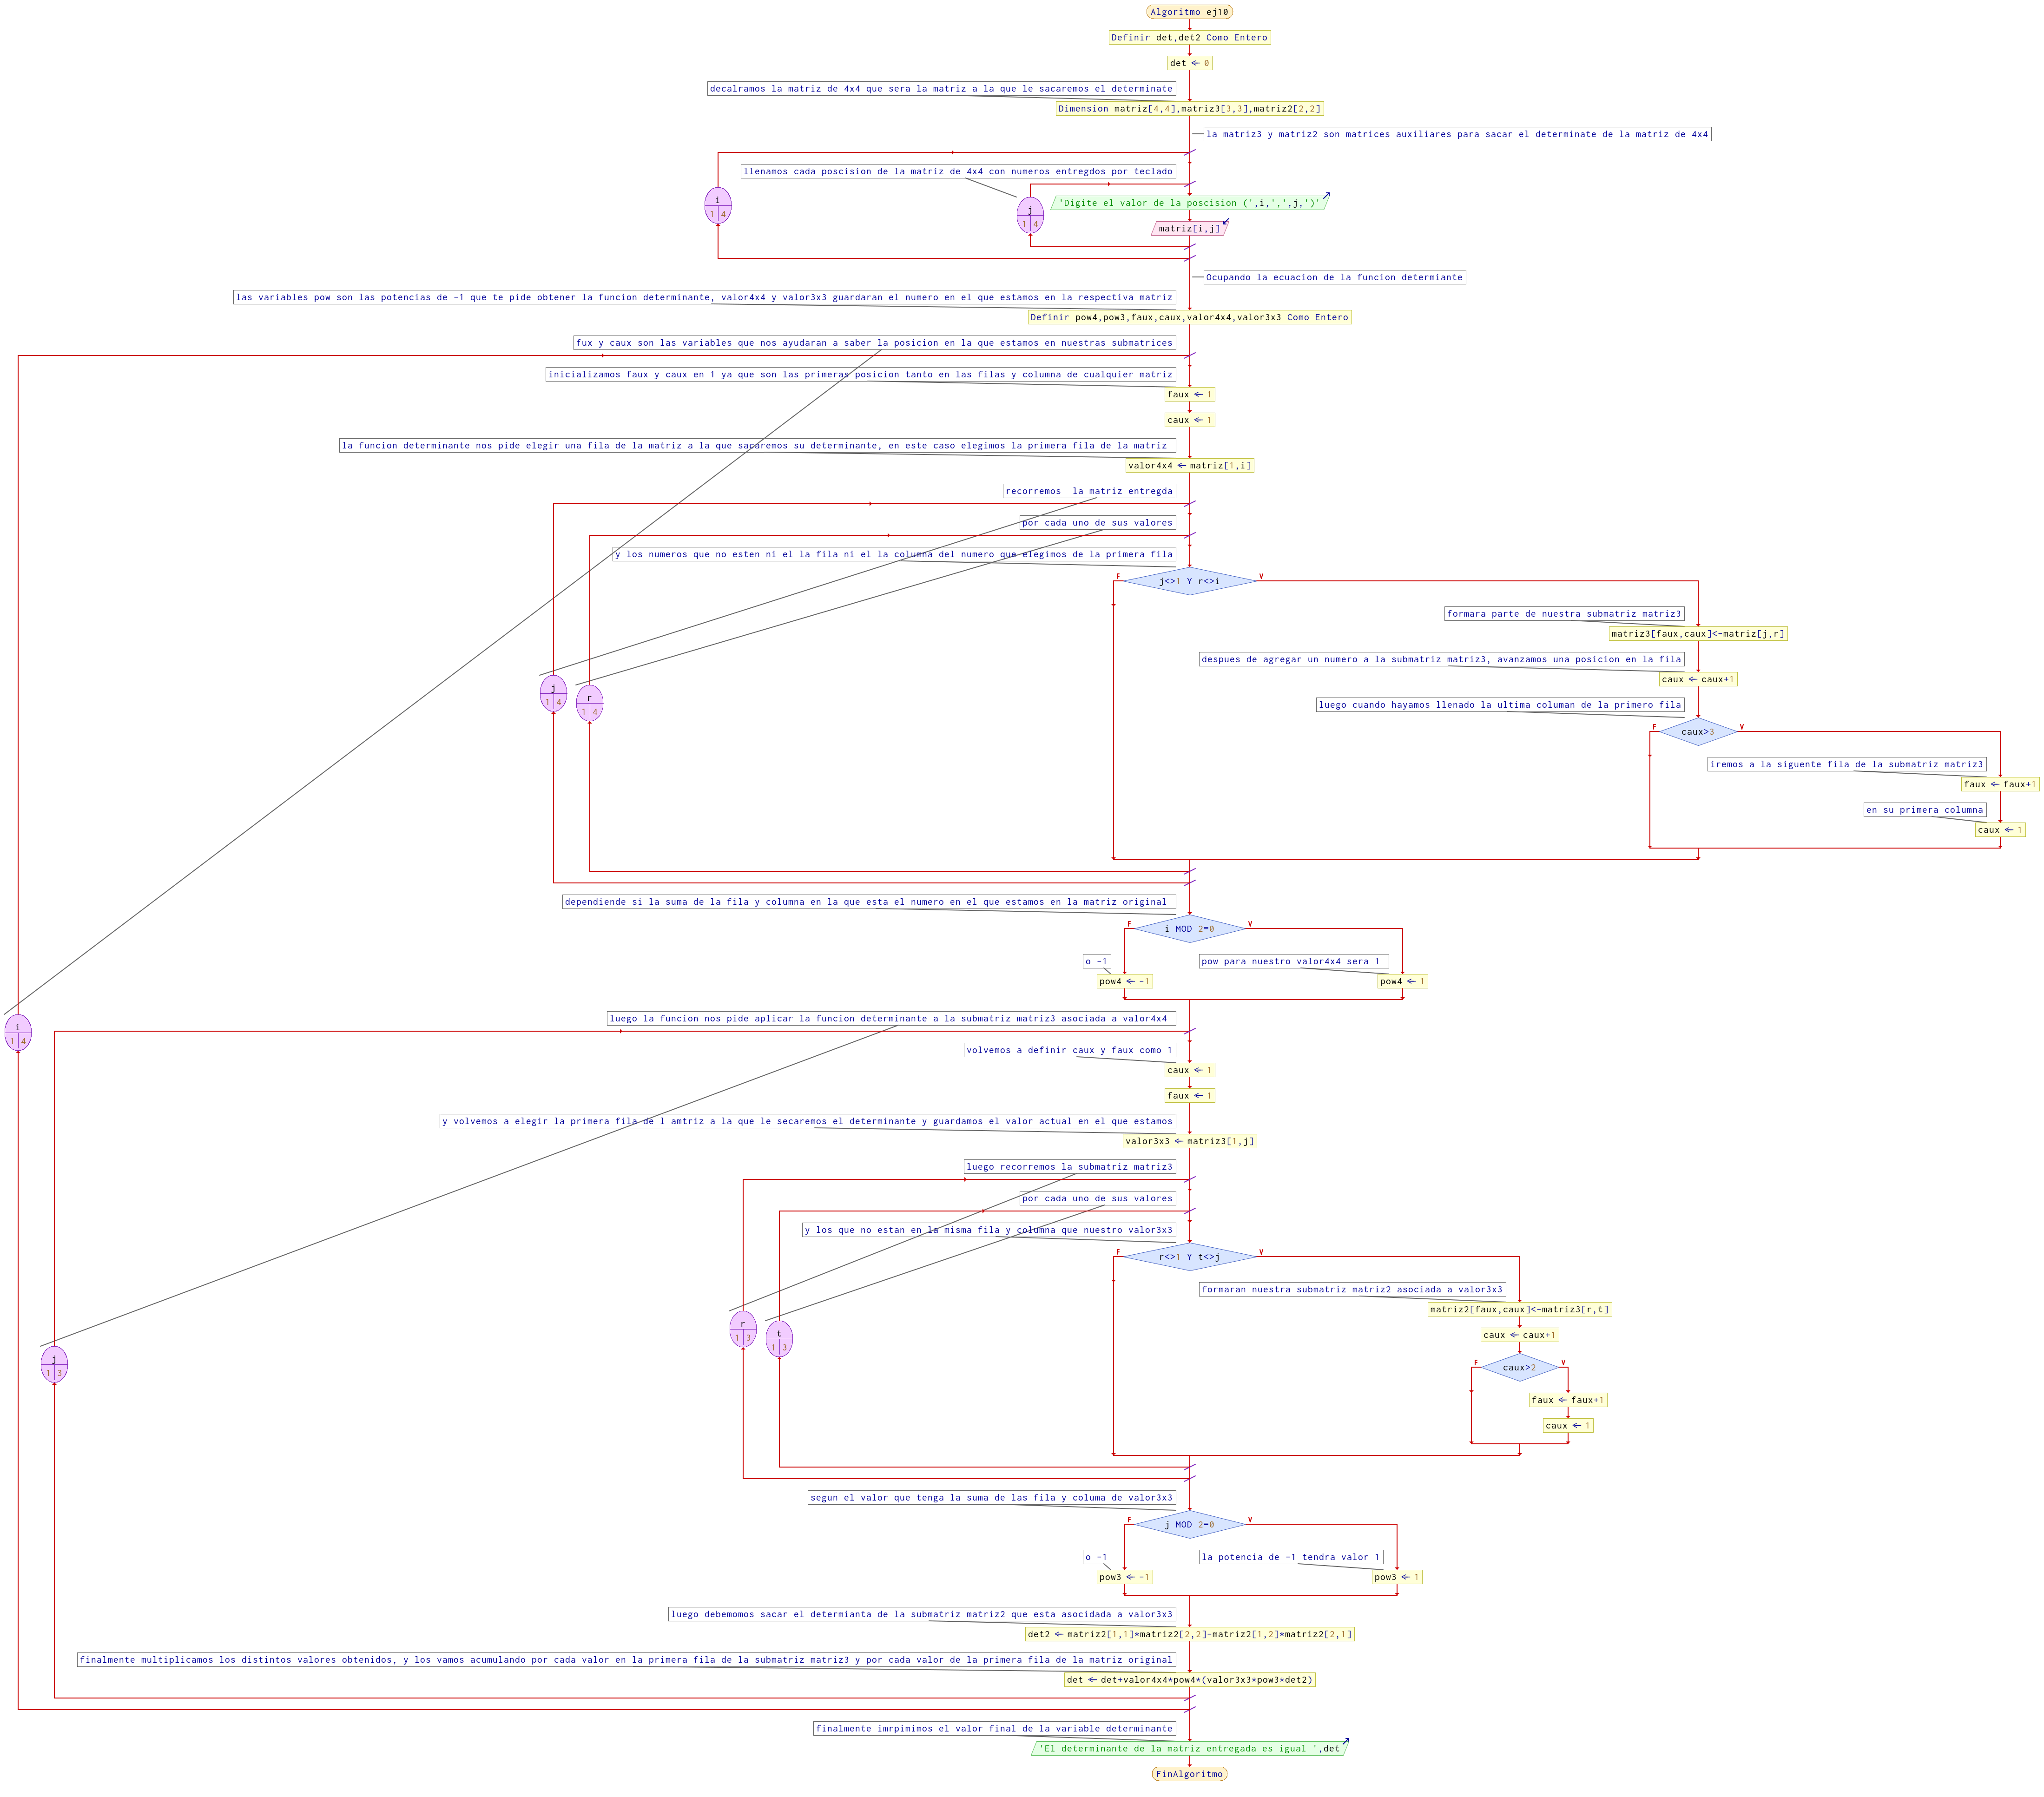 Algoritmo ej10
Definir det,det2 Como Entero
det ← 0
decalramos la matriz de 4x4 que sera la matriz a la que le sacaremos el determinate
Dimension matriz[4,4],matriz3[3,3],matriz2[2,2]
la matriz3 y matriz2 son matrices auxiliares para sacar el determinate de la matriz de 4x4
i
1 4
llenamos cada poscision de la matriz de 4x4 con numeros entregdos por teclado
j
1 4
'Digite el valor de la poscision (',i,',',j,')'
matriz[i,j]
Ocupando la ecuacion de la funcion determiante
las variables pow son las potencias de -1 que te pide obtener la funcion determinante, valor4x4 y valor3x3 guardaran el numero en el que estamos en la respectiva matriz
Definir pow4,pow3,faux,caux,valor4x4,valor3x3 Como Entero
fux y caux son las variables que nos ayudaran a saber la posicion en la que estamos en nuestras submatrices
i
1 4
inicializamos faux y caux en 1 ya que son las primeras posicion tanto en las filas y columna de cualquier matriz
faux ← 1
caux ← 1
la funcion determinante nos pide elegir una fila de la matriz a la que sacaremos su determinante, en este caso elegimos la primera fila de la matriz
valor4x4 ← matriz[1,i]
recorremos  la matriz entregda
j
1 4
por cada uno de sus valores
r
1 4
y los numeros que no esten ni el la fila ni el la columna del numero que elegimos de la primera fila
j<>1 Y r<>i
F
V
formara parte de nuestra submatriz matriz3
matriz3[faux,caux]<-matriz[j,r]
despues de agregar un numero a la submatriz matriz3, avanzamos una posicion en la fila
caux ← caux+1
luego cuando hayamos llenado la ultima columan de la primero fila
caux>3
F
V
iremos a la siguente fila de la submatriz matriz3
faux ← faux+1
en su primera columna
caux ← 1
dependiende si la suma de la fila y columna en la que esta el numero en el que estamos en la matriz original
i MOD 2=0
F
V
o -1
pow4 ← -1
pow para nuestro valor4x4 sera 1
pow4 ← 1
luego la funcion nos pide aplicar la funcion determinante a la submatriz matriz3 asociada a valor4x4
j
1 3
volvemos a definir caux y faux como 1
caux ← 1
faux ← 1
y volvemos a elegir la primera fila de l amtriz a la que le secaremos el determinante y guardamos el valor actual en el que estamos
valor3x3 ← matriz3[1,j]
luego recorremos la submatriz matriz3
r
1 3
por cada uno de sus valores
t
1 3
y los que no estan en la misma fila y columna que nuestro valor3x3
r<>1 Y t<>j
F
V
formaran nuestra submatriz matriz2 asociada a valor3x3
matriz2[faux,caux]<-matriz3[r,t]
caux ← caux+1
caux>2
F
V
faux ← faux+1
caux ← 1
segun el valor que tenga la suma de las fila y columa de valor3x3
j MOD 2=0
F
V
o -1
pow3 ← -1
la potencia de -1 tendra valor 1
pow3 ← 1
luego debemomos sacar el determianta de la submatriz matriz2 que esta asocidada a valor3x3
det2 ← matriz2[1,1]*matriz2[2,2]-matriz2[1,2]*matriz2[2,1]
finalmente multiplicamos los distintos valores obtenidos, y los vamos acumulando por cada valor en la primera fila de la submatriz matriz3 y por cada valor de la primera fila de la matriz original
det ← det+valor4x4*pow4*(valor3x3*pow3*det2)
finalmente imrpimimos el valor final de la variable determinante
'El determinante de la matriz entregada es igual ',det
FinAlgoritmo